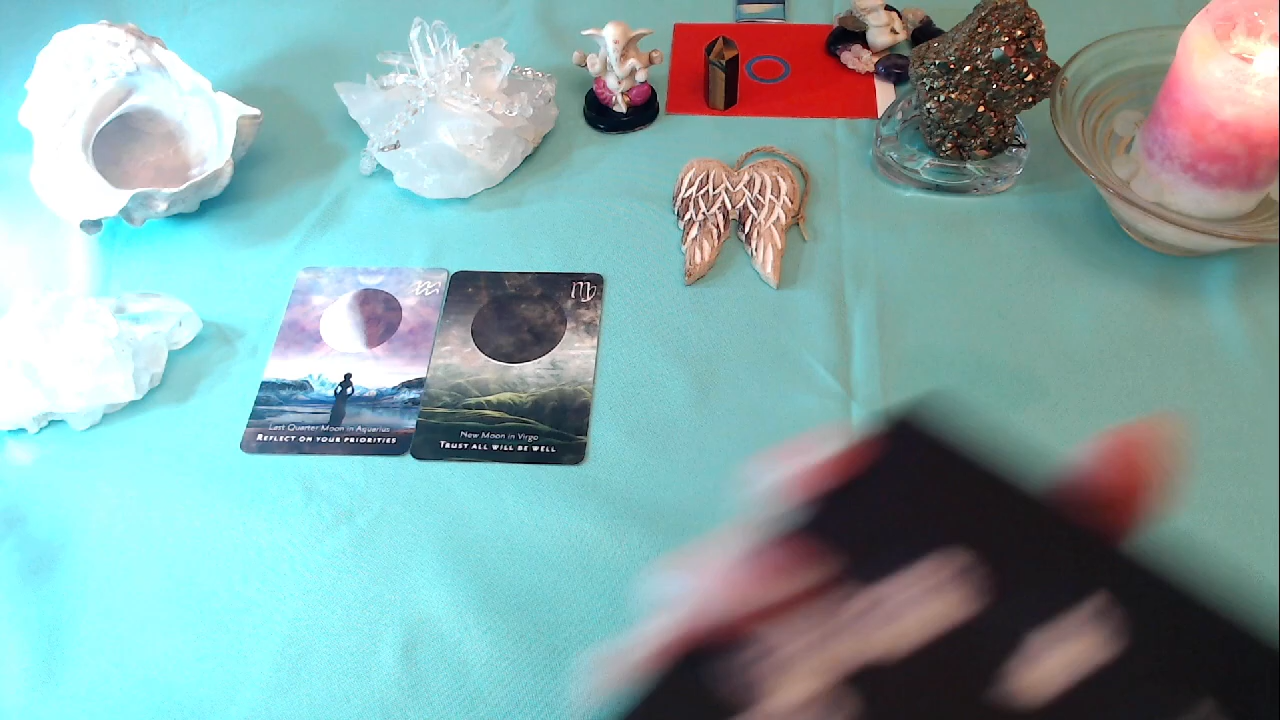 Last Quarter Moon in Aquarius
REFLECT ON YOUR PRIORITIES
New Moon in Virgo
TRUST ALL WILL BE WELL